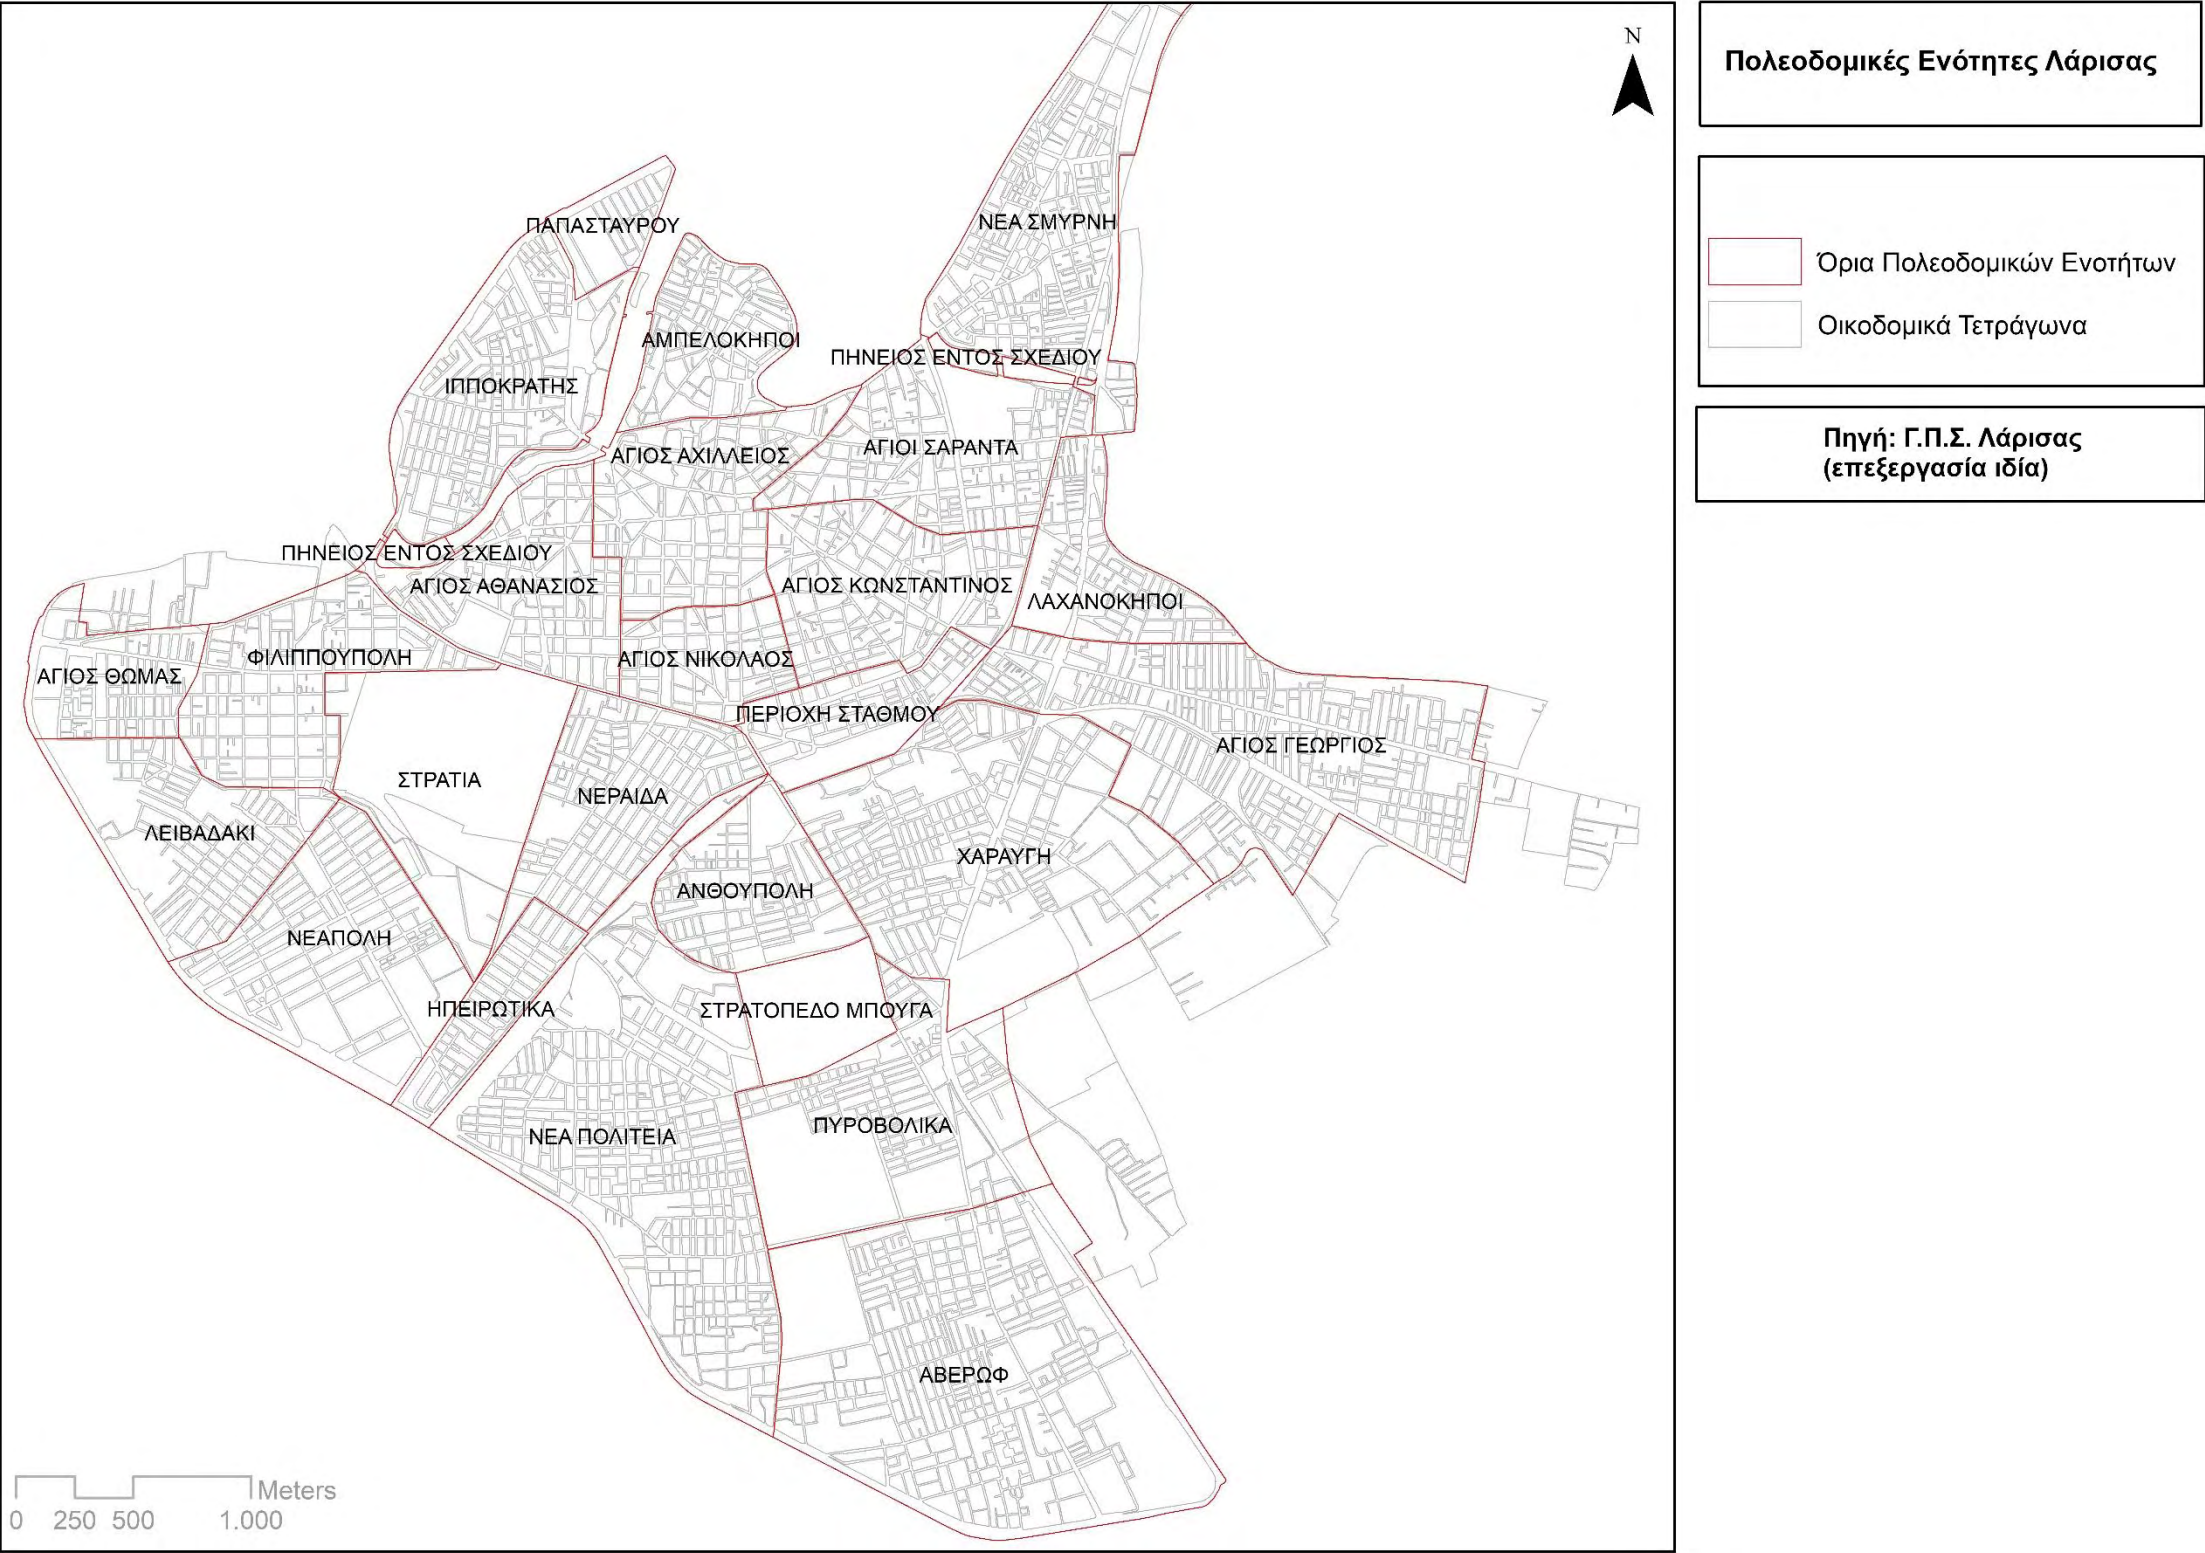 N
Πολεοδομικές Ενότητες Λάρισας
Όρια Πολεοδομικών Ενοτήτων
Οικοδομικά Τετράγωνα
Πηγή: Γ.Π.Σ. Λάρισας
(επεξεργασία ιδία)
ΠΑΠΑΣΤΑΥΡΟΥ
ΝΕΑ ΣΜΥΡΝΗ
ΑΜΠΕΛΟΚΗΠΟΙ
ΠΗΝΕΙΟΣ ΕΝΤΟΣ ΣΧΕΔΙΟΥ
ΙΠΠΟΚΡΑΤΗΣ
ΑΓΙΟΣ ΑΧΙΛΛΕΙΟΣ
ΑΓΙΟΙ ΣΑΡΑΝΤΑ
ΠΗΝΕΙΟΣ ΕΝΤΟΣ ΣΧΕΔΙΟΥ
ΑΓΙΟΣ ΑΘΑΝΑΣΙΟΣ
ΑΓΙΟΣ ΚΩΝΣΤΑΝΤΙΝΟΣ
ΛΑΧΑΝΟΚΗΠΟΙ
ΦΙΛΙΠΠΟΥΠΟΛΗ
ΑΓΙΟΣ ΝΙΚΟΛΑΟΣ
ΑΓΙΟΣ ΘΩΜΑΣ
ΠΕΡΙΟΧΗ ΣΤΑΘΜΟΥ
ΑΓΙΟΣ ΓΕΩΡΓΙΟΣ
ΣΤΡΑΤΙΑ
ΝΕΡΑΙΔΑ
ΛΕΙΒΑΔΑΚΙ
ΧΑΡΑΥΓΗ
ΑΝΘΟΥΠΟΛΗ
ΝΕΑΠΟΛΗ
ΗΠΕΙΡΩΤΙΚΑ
ΣΤΡΑΤΟΠΕΔΟ ΜΠΟΥΓΑ
ΠΥΡΟΒΟΛΙΚΑ
ΝΕΑ ΠΟΛΙΤΕΙΑ
ΑΒΕΡΩΦ
Meters
0 250 500 1.000